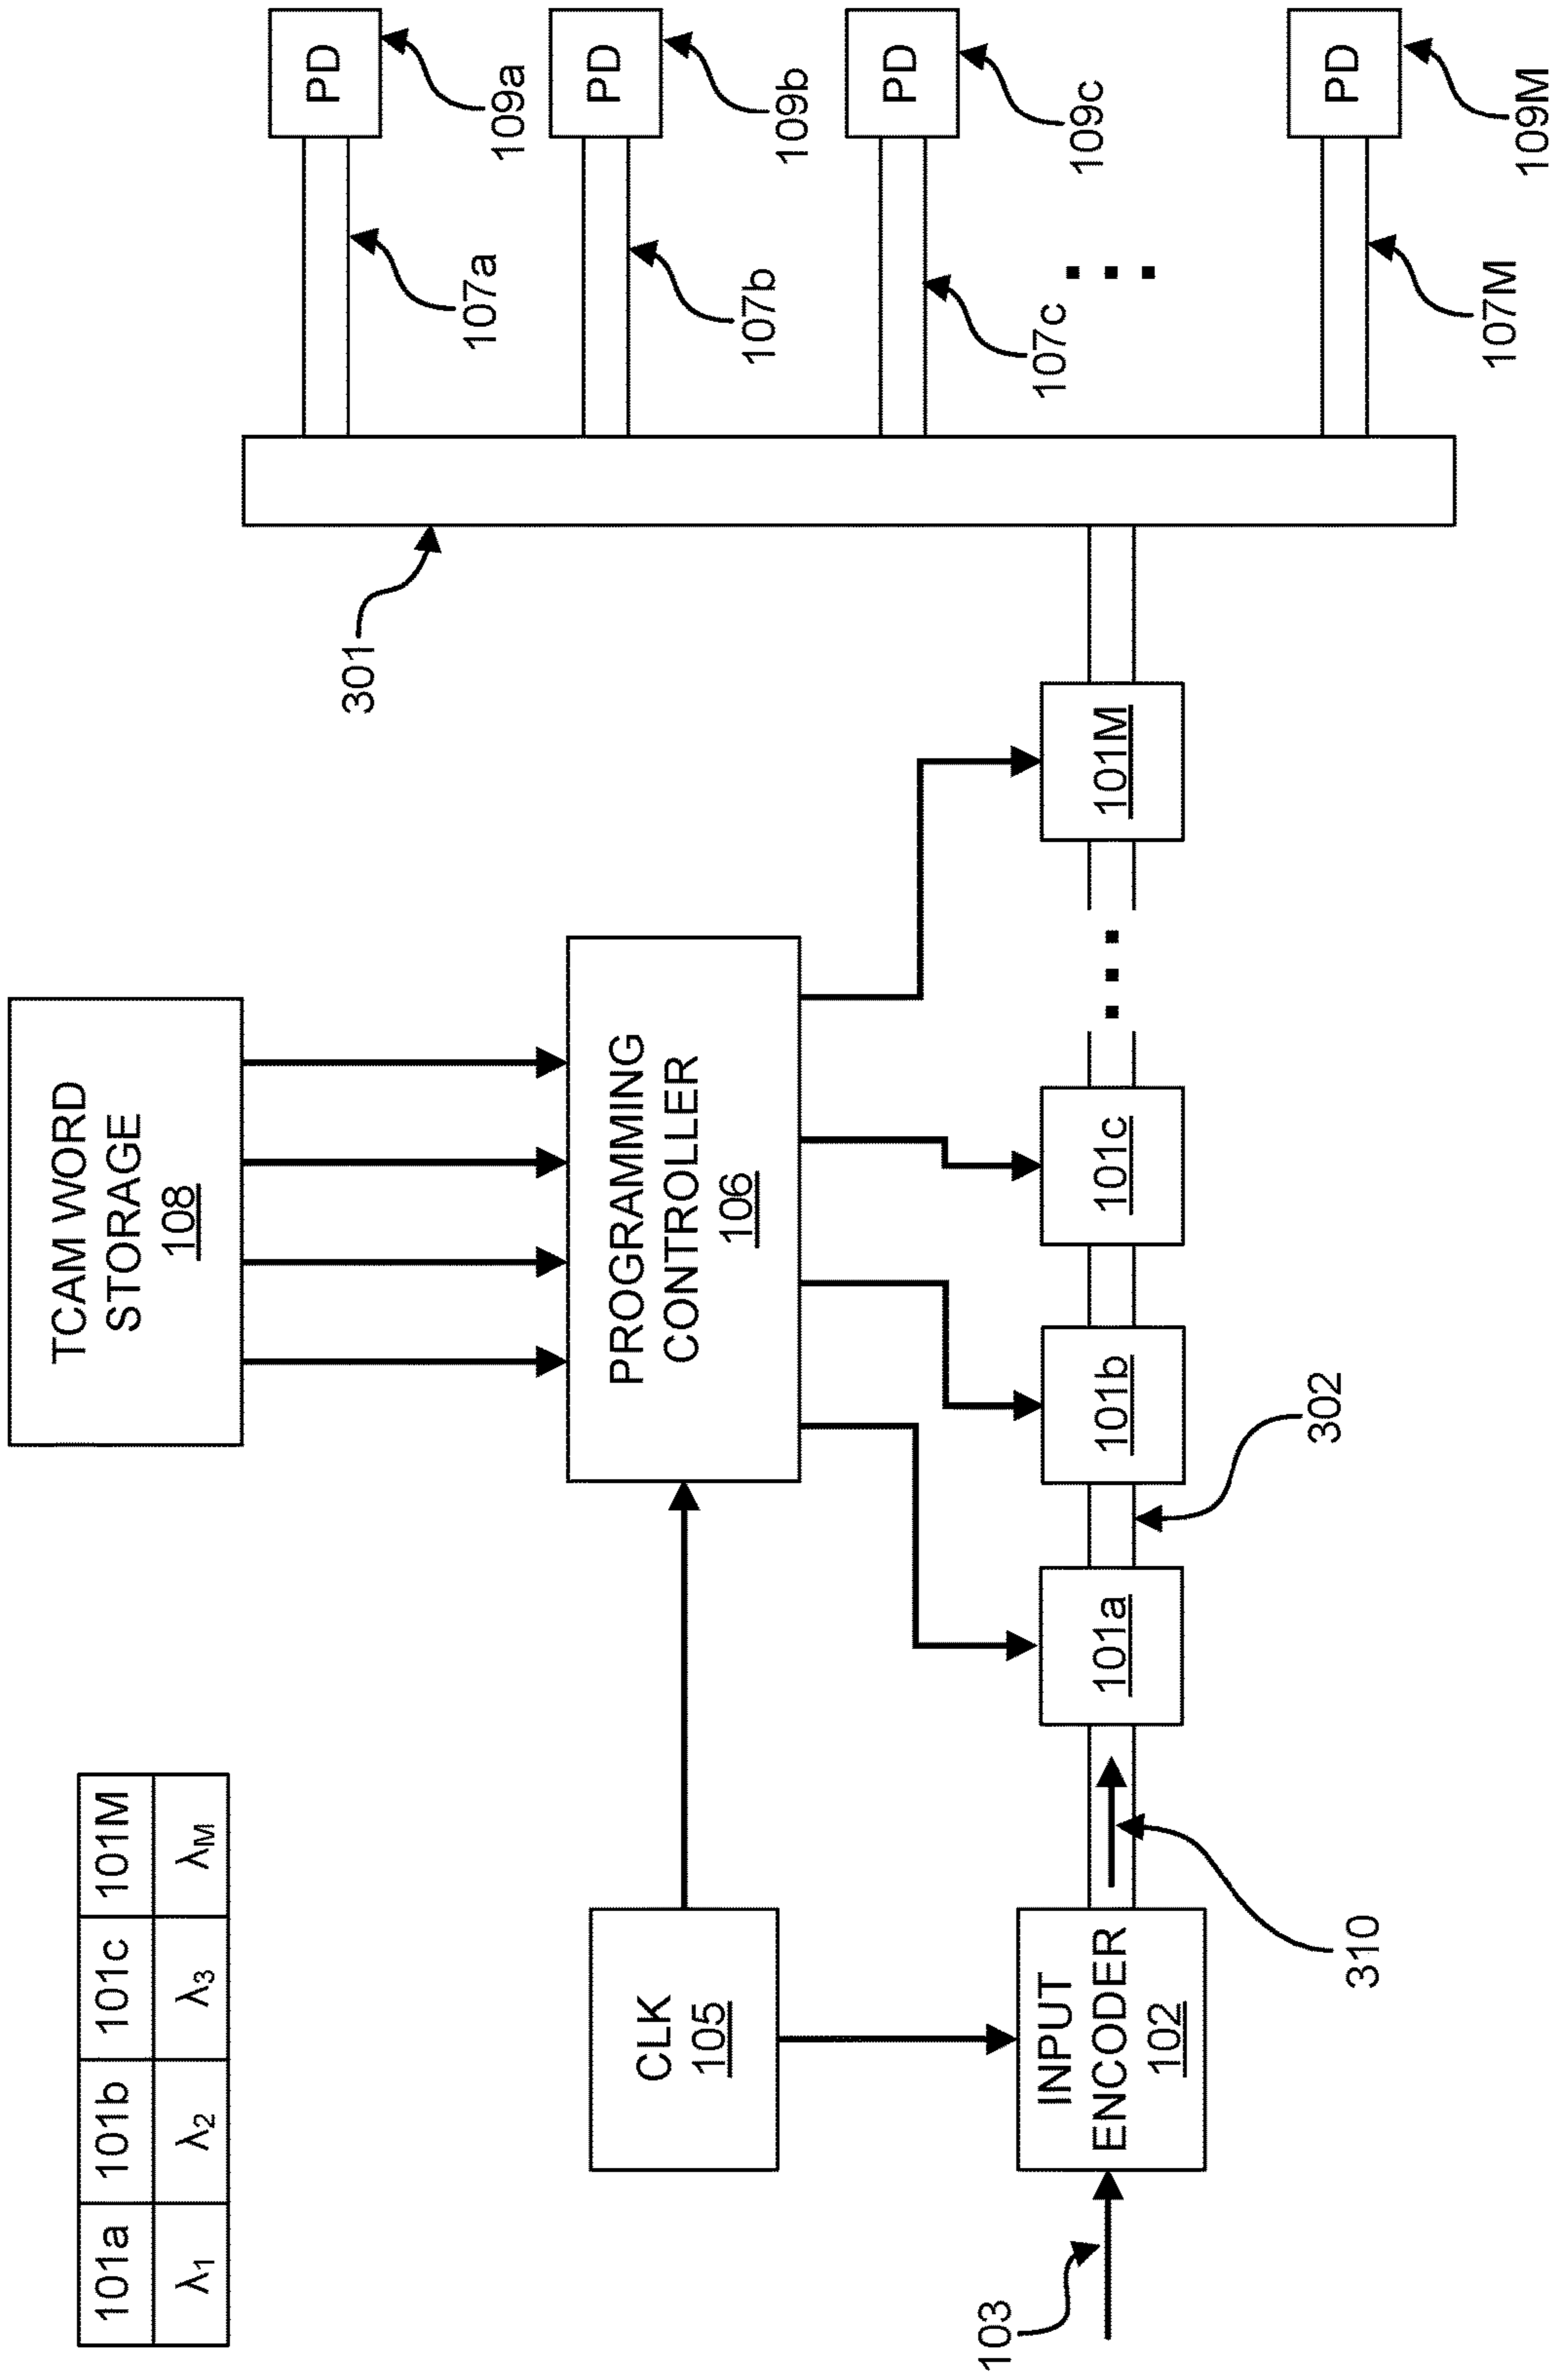 101a 101b 101c 101M
λ1 λ2 λ3 λM
TCAM WORD
STORAGE
108
CLK
105
PROGRAMMING
CONTROLLER
106
103
INPUT
ENCODER
102
310
101a
302
101b
101c
101M
301
107a
PD
109a
107b
PD
109b
107c
PD
109c
107M
PD
109M